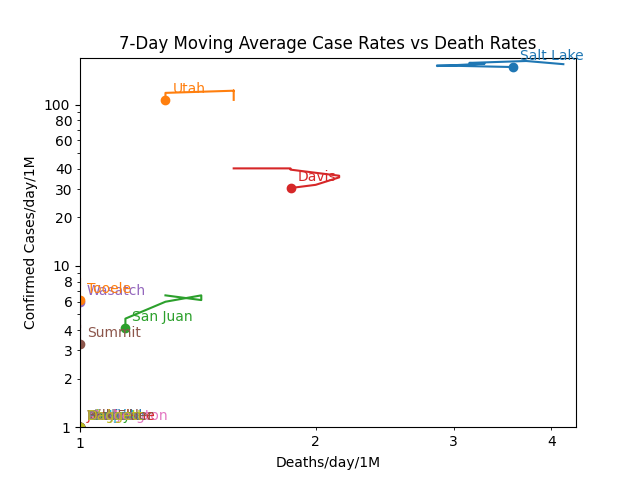 7-Day Moving Average Case Rates vs Death Rates
Salt Lake
Utah
100
80
60
40
Davis
30
20
Confirmed Cases/day/1M
10
8
Tooele
Wasatch
6
San Juan
4
Summit
3
2
1
1
2
3
4
Deaths/day/1M